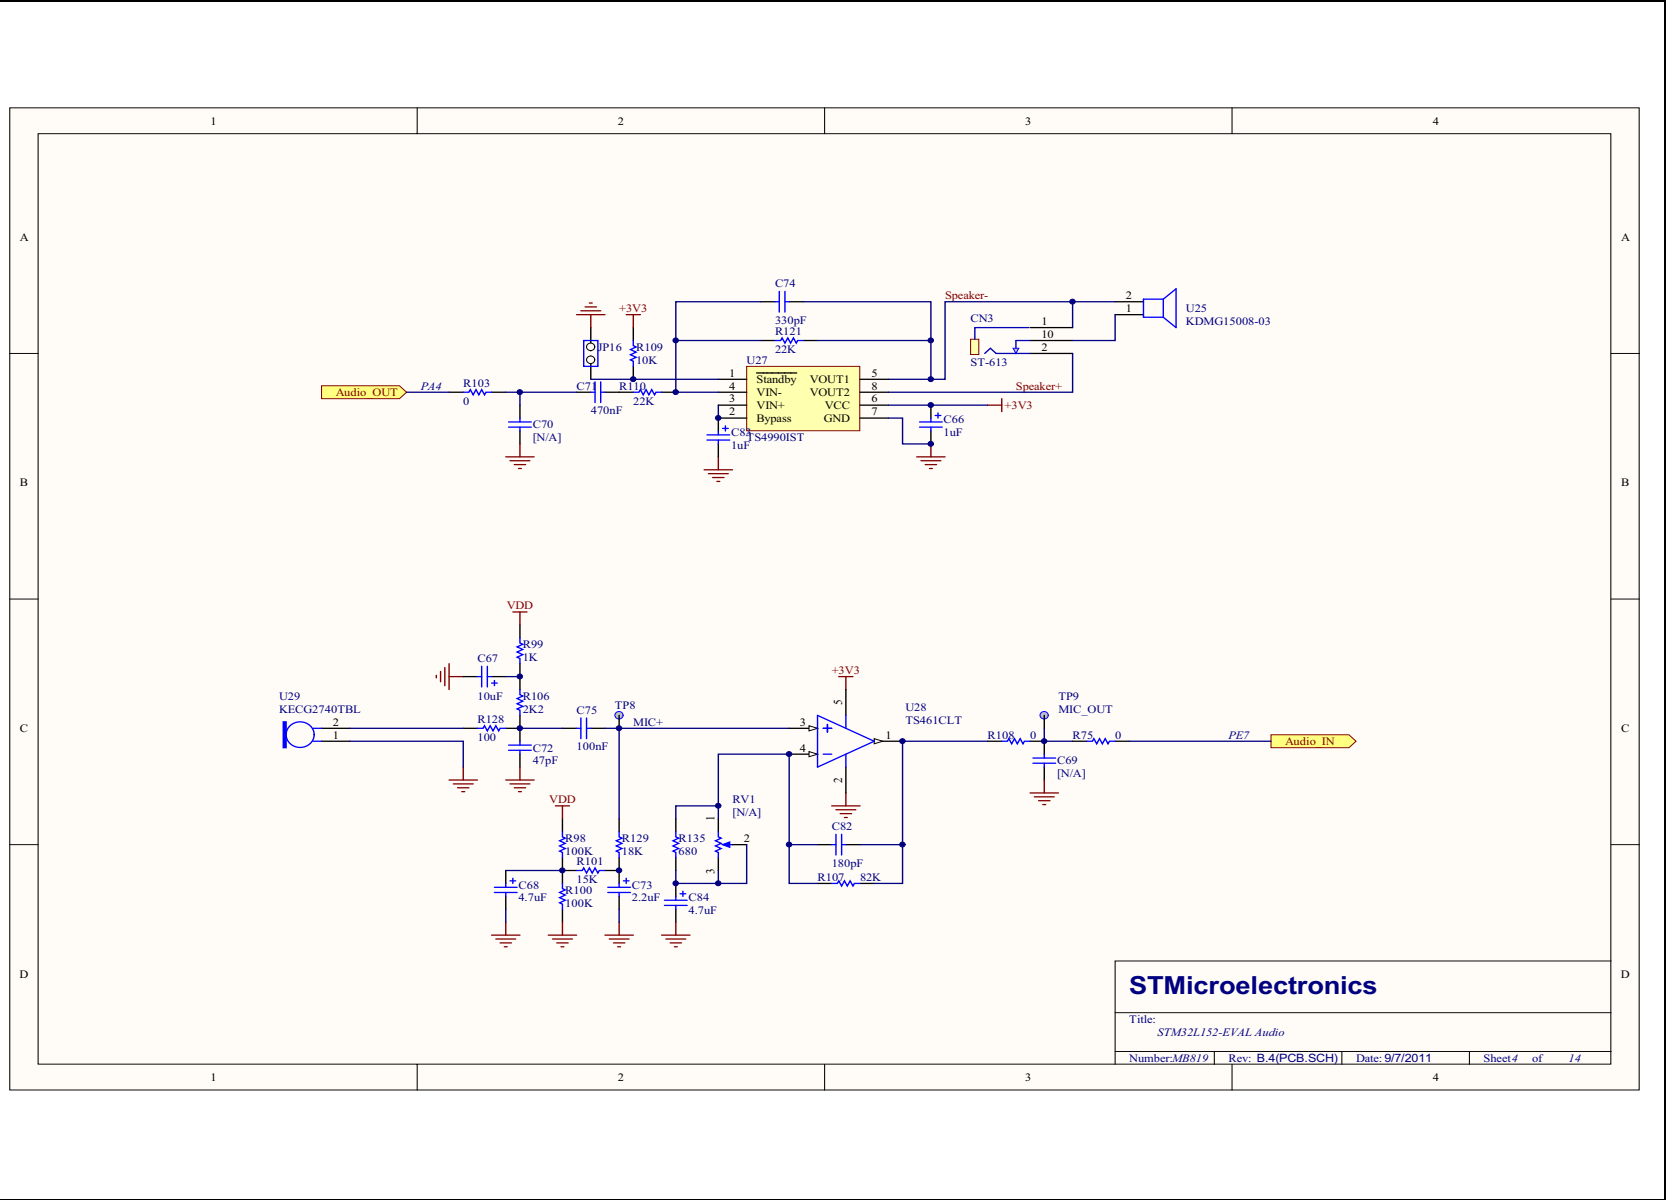 1 2 3 4
A A
C74
330pF
R121
22K
Speaker-
CN3
1
10
2
ST-613
2
1
U25
KDMG15008-03
+3V3
JP16
R109
10K
U27
1 Standby VOUT1 5
4 VIN- VOUT2 8
3 VIN+ VCC 6
2 Bypass GND 7
TS4990IST
Speaker+
+3V3
Audio_OUT PA4
R103
0
C71
470nF
R110
22K
C70
[N/A]
1uF
C66
1uF
B B
VDD
R99
1K
C67
10uF
R106
2K2
U29
KECG2740TBL
2
1
R128
100
C72
47pF
C75
100nF
TP8
MIC+
+3V3
5
3
4
1
2
U28
TS461CLT
R108 0
TP9
MIC_OUT
R75 0
PE7 Audio_IN
C69
[N/A]
C C
VDD
R98
100K
R101
15K
R129
18K
R135
680
RV1
[N/A]
1
2
3
C82
180pF
R107 82K
C68
4.7uF
R100
100K
C73
2.2uF
C84
4.7uF
D D
STMicroelectronics
Title:
STM32L152-EVAL Audio
Number:MB819 Rev: B.4(PCB.SCH) Date: 9/7/2011 Sheet 4 of 14
1 2 3 4